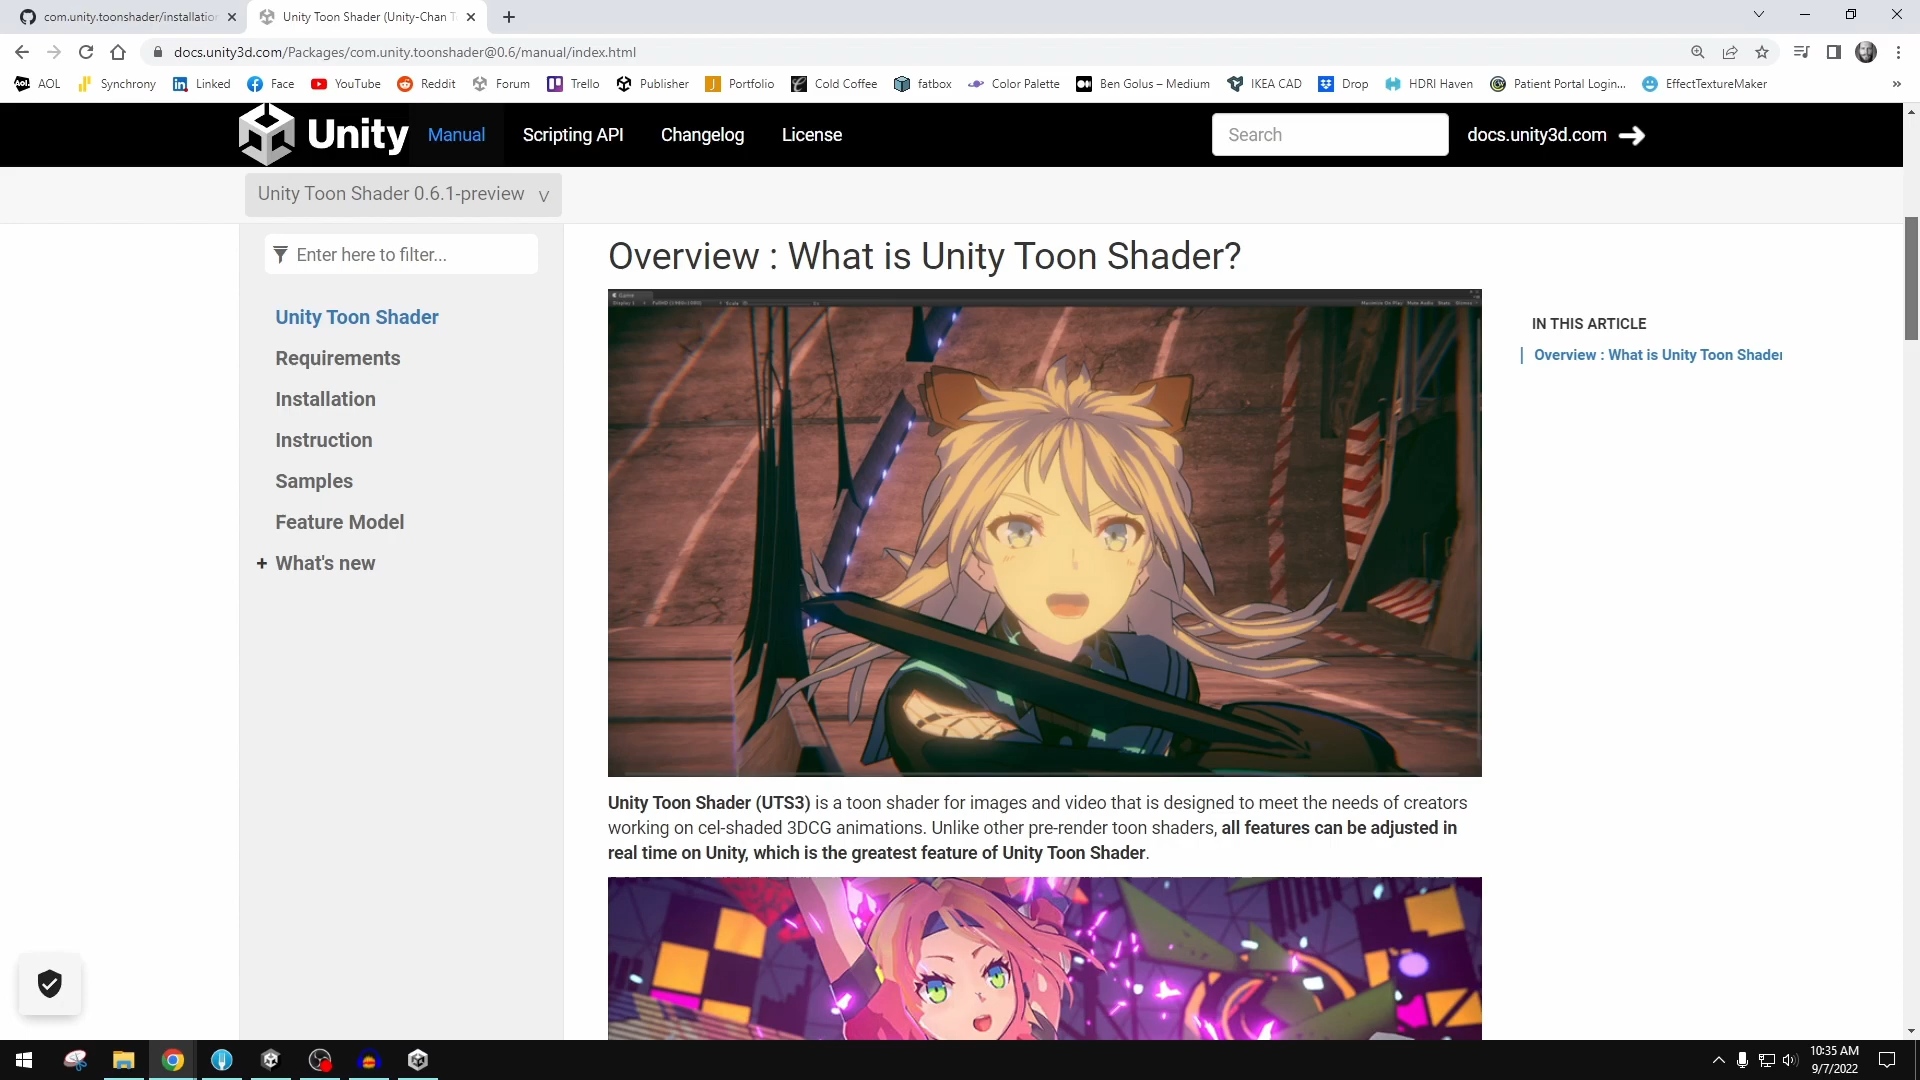 com.unity.toonshader/installation
Unity Toon Shader (Unity-Chan T
docs.unity3d.com/Packages/com.unity.toonshader@0.6/manual/index.html
AOL
Synchrony
Linked
Face
YouTube
Reddit
Forum
Trello
Publisher
Portfolio
Cold Coffee
fatbox
Color Palette
Ben Golus – Medium
IKEA CAD
Drop
HDRI Haven
Patient Portal Login...
EffectTextureMaker
»
Unity
Manual
Scripting API
Changelog
License
Search
docs.unity3d.com
Unity Toon Shader 0.6.1-preview
Enter here to filter...
Unity Toon Shader
Requirements
Installation
Instruction
Samples
Feature Model
+ What's new
Overview : What is Unity Toon Shader?
IN THIS ARTICLE
Overview : What is Unity Toon Shader
Unity Toon Shader (UTS3) is a toon shader for images and video that is designed to meet the needs of creators
working on cel-shaded 3DCG animations. Unlike other pre-render toon shaders, all features can be adjusted in
real time on Unity, which is the greatest feature of Unity Toon Shader.
10:35 AM
9/7/2022